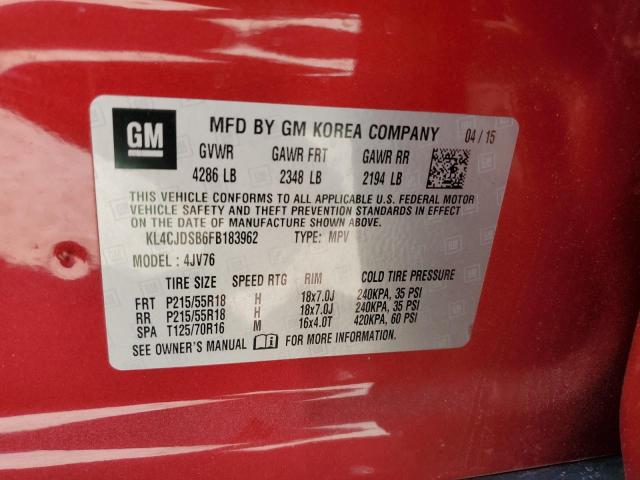 GM MFD BY GM KOREA COMPANY 04 / 15
GVWR GAWR FRT GAWR RR
4286 LB 2348 LB 2194 LB
THIS VEHICLE CONFORMS TO ALL APPLICABLE U.S. FEDERAL MOTOR
VEHICLE SAFETY AND THEFT PREVENTION STANDARDS IN EFFECT ON
THE DATE OF MANUFACTURE SHOWN ABOVE.
KL4CJDSB6FB183962 TYPE: MPV
MODEL : 4JV76
TIRE SIZE SPEED RTG RIM COLD TIRE PRESSURE
FRT P215/55R18 H 18x7.0J 240KPA, 35 PSI
RR P215/55R18 H 18x7.0J 240KPA, 35 PSI
SPA T125/70R16 M 16x4.0T 420KPA, 60 PSI
SEE OWNER'S MANUAL FOR MORE INFORMATION.